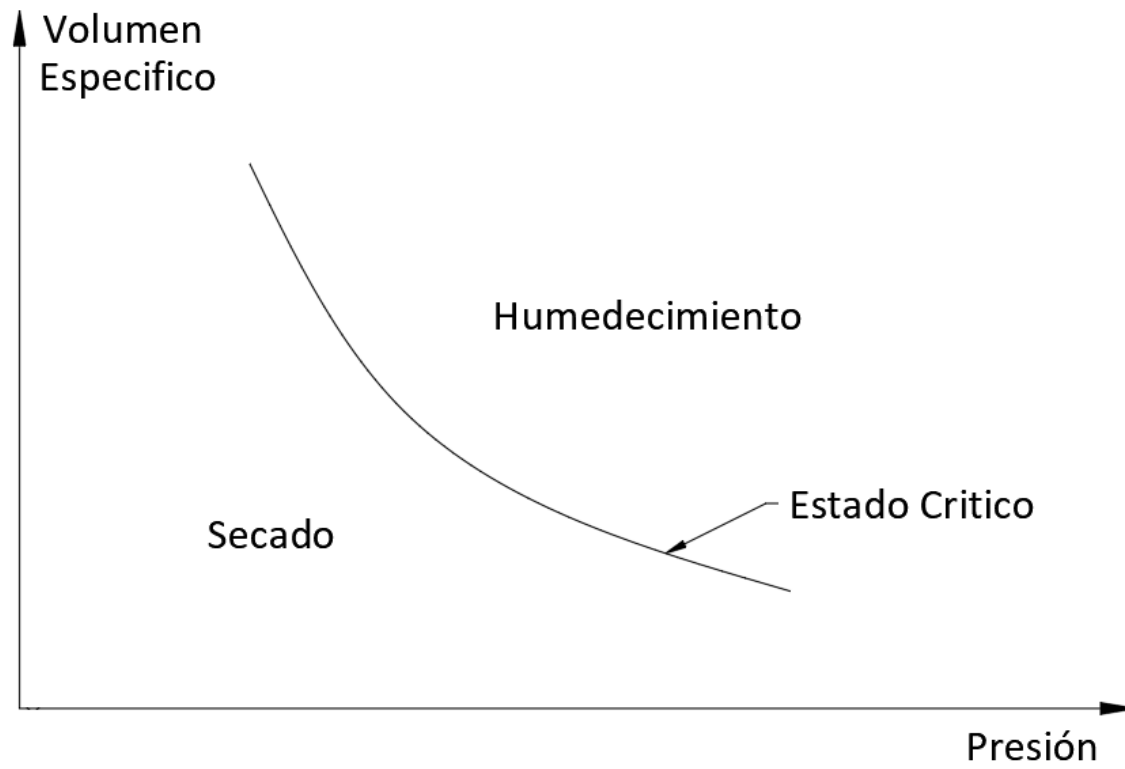 Volumen
Especifico
Humedecimiento
Estado Critico
Secado
Presión